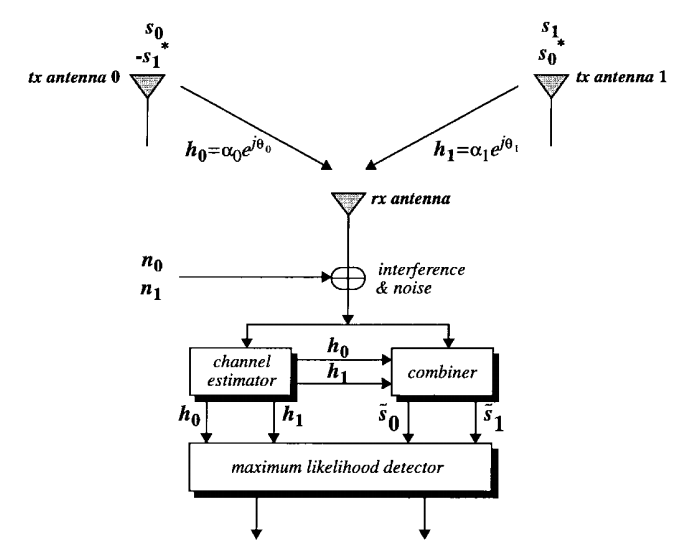 s₀
s₁
-s₁*
s₀*
tx antenna 0
tx antenna 1
h₀=α₀e^{jθ₀}
h₁=α₁e^{jθ₁}
rx antenna
n₀
n₁
interference
& noise
channel
estimator
h₀
h₁
combiner
h₀
h₁
s̃₀
s̃₁
maximum likelihood detector